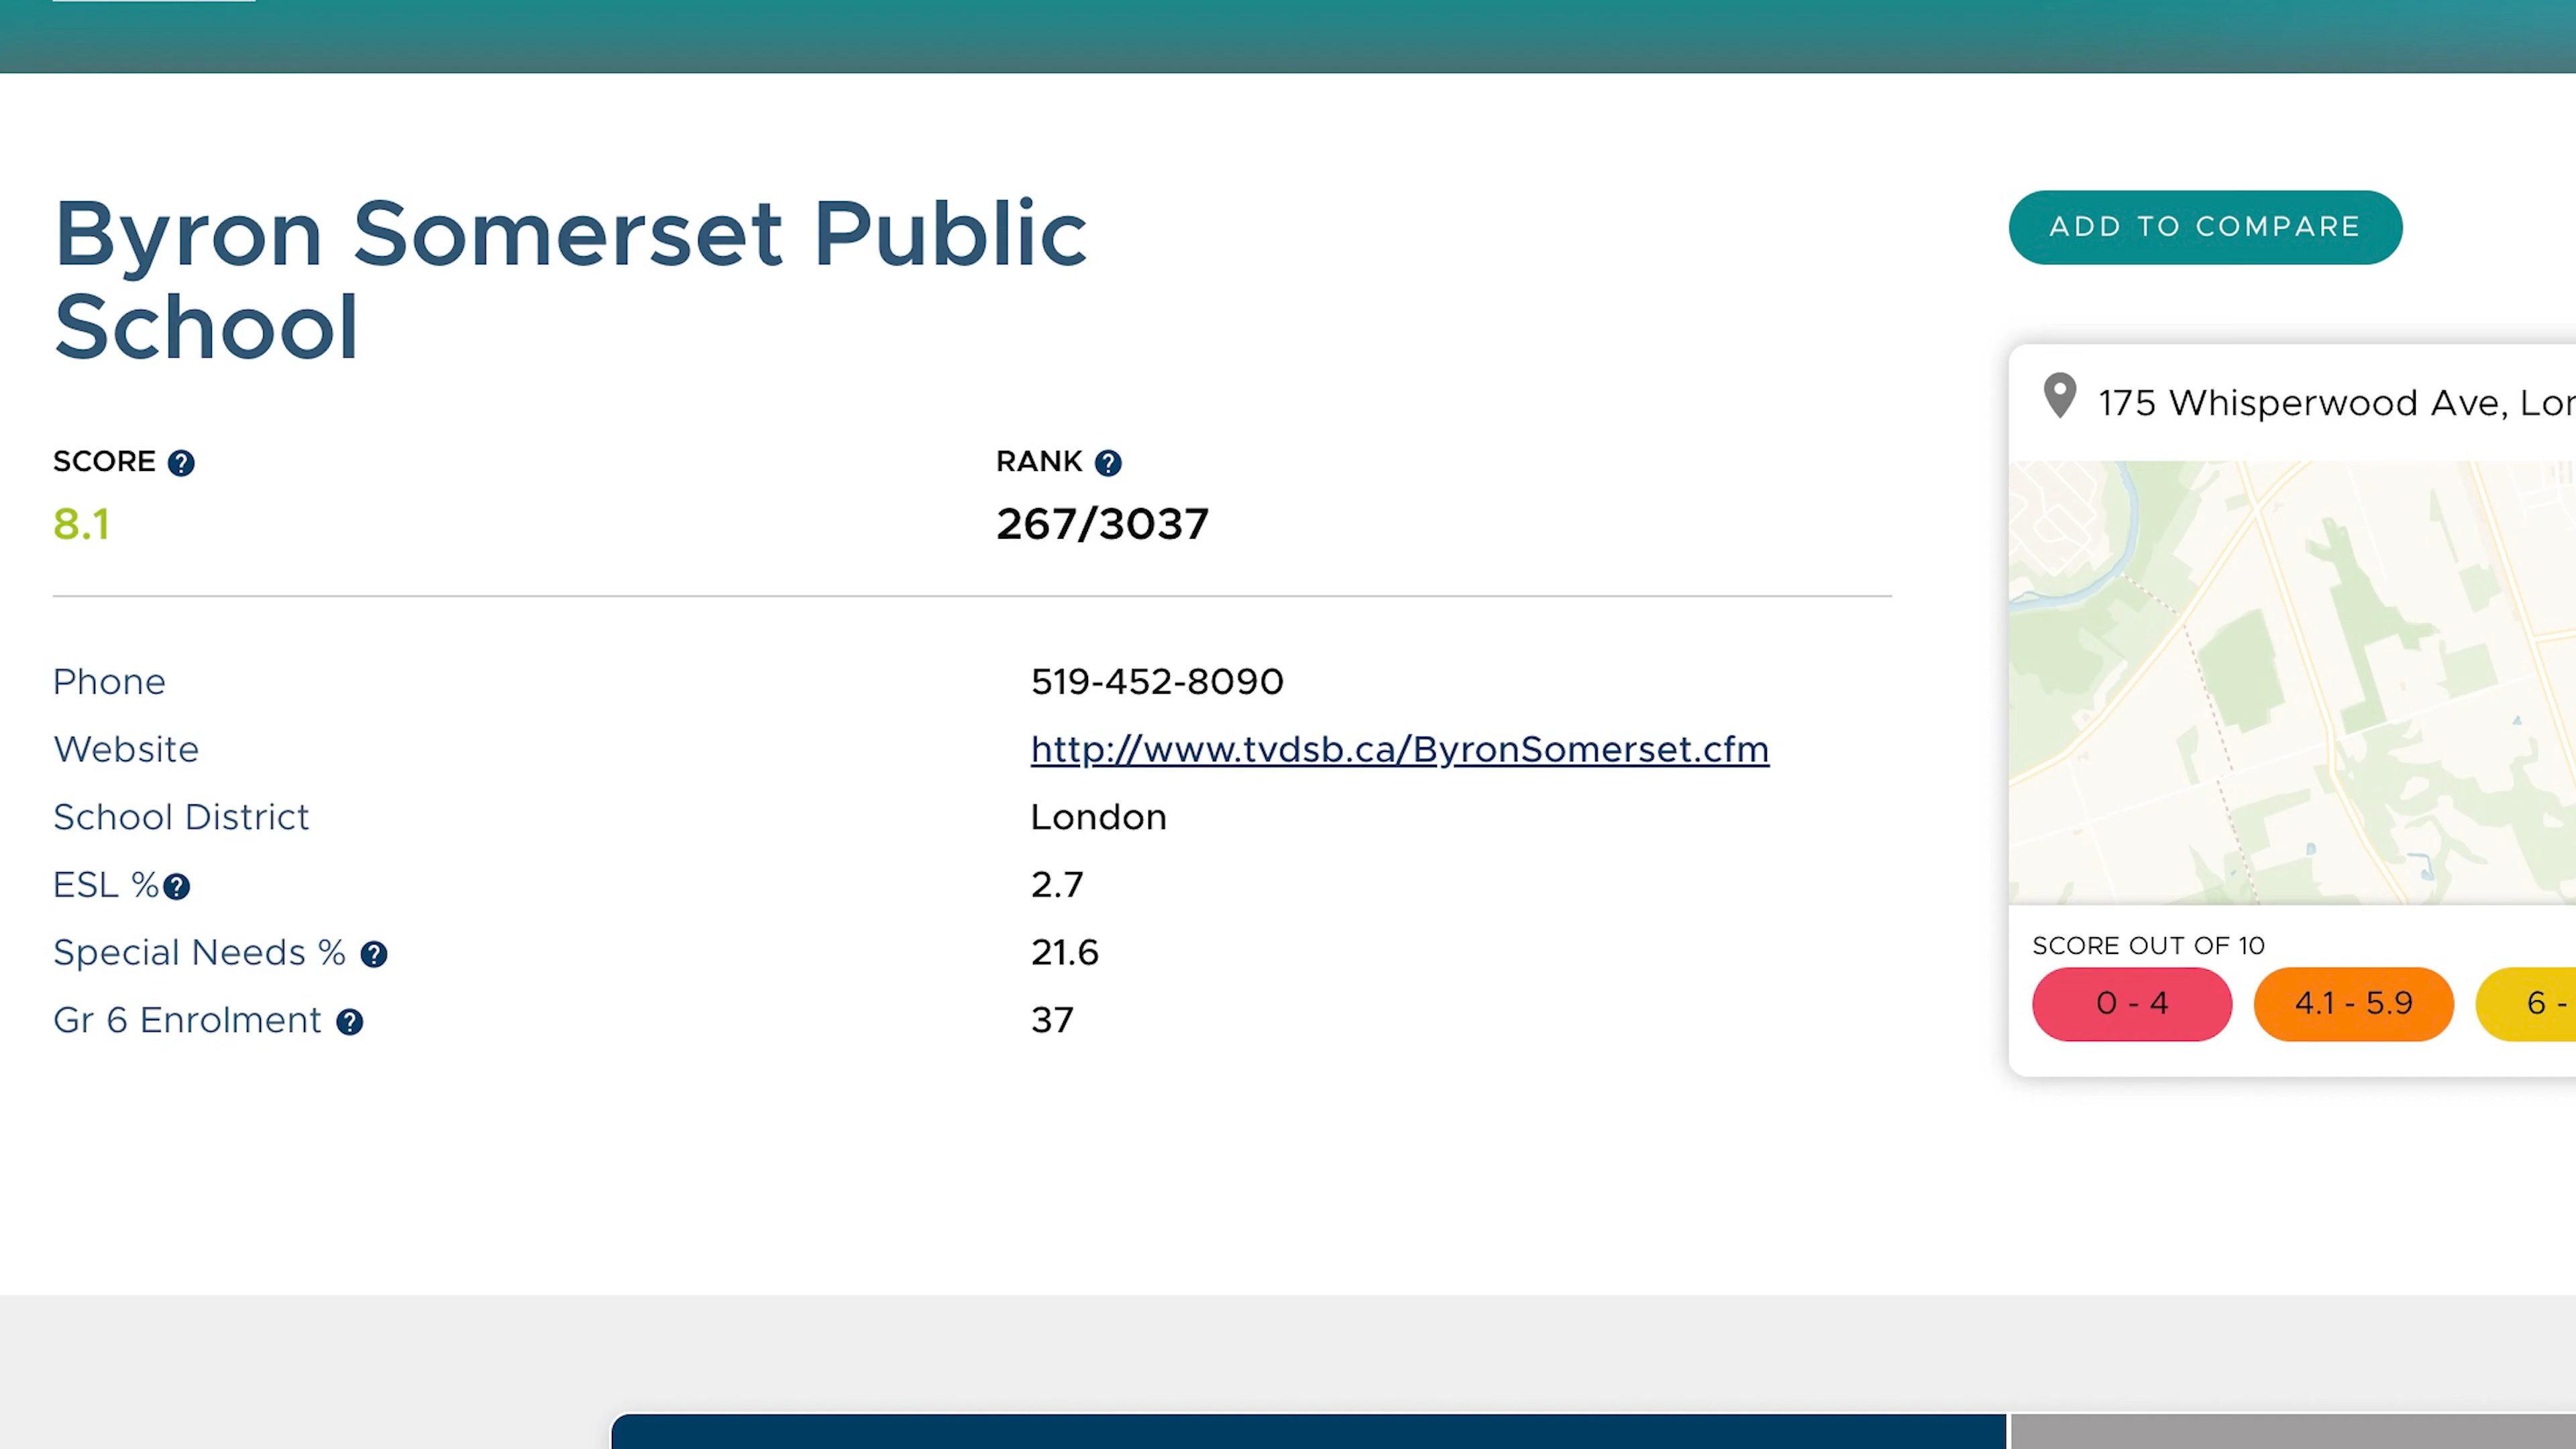 Byron Somerset Public
School
ADD TO COMPARE
SCORE ?
8.1
RANK ?
267/3037
175 Whisperwood Ave,
Phone
519-452-8090
Website
http://www.tvdsb.ca/ByronSomerset.cfm
School District
London
ESL % ?
2.7
Special Needs % ?
21.6
Gr 6 Enrolment ?
37
SCORE OUT OF 10
0 - 4
4.1 - 5.9
6 -